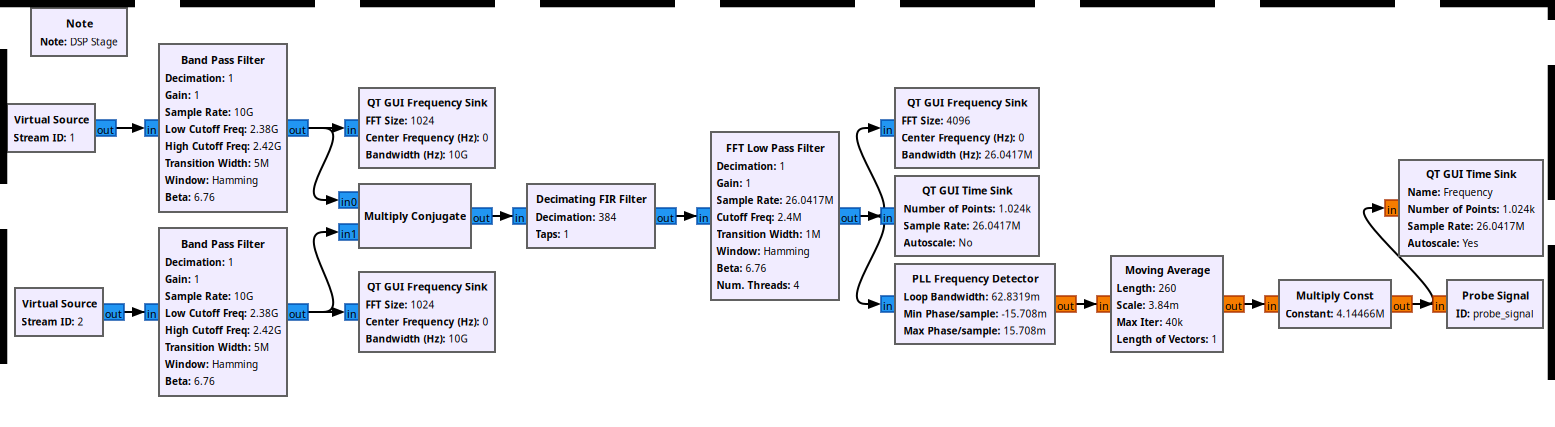 Note
Note: DSP Stage
Virtual Source
Stream ID: 1
out
in
Band Pass Filter
Decimation: 1
Gain: 1
Sample Rate: 10G
Low Cutoff Freq: 2.38G
High Cutoff Freq: 2.42G
Transition Width: 5M
Window: Hamming
Beta: 6.76
out
in
QT GUI Frequency Sink
FFT Size: 1024
Center Frequency (Hz): 0
Bandwidth (Hz): 10G
Virtual Source
Stream ID: 2
out
in
Band Pass Filter
Decimation: 1
Gain: 1
Sample Rate: 10G
Low Cutoff Freq: 2.38G
High Cutoff Freq: 2.42G
Transition Width: 5M
Window: Hamming
Beta: 6.76
out
in0
in1
Multiply Conjugate
out
in
QT GUI Frequency Sink
FFT Size: 1024
Center Frequency (Hz): 0
Bandwidth (Hz): 10G
in
Decimating FIR Filter
Decimation: 384
Taps: 1
out
in
FFT Low Pass Filter
Decimation: 1
Gain: 1
Sample Rate: 26.0417M
Cutoff Freq: 2.4M
Transition Width: 1M
Window: Hamming
Beta: 6.76
Num. Threads: 4
out
in
QT GUI Frequency Sink
FFT Size: 4096
Center Frequency (Hz): 0
Bandwidth (Hz): 26.0417M
in
QT GUI Time Sink
Number of Points: 1.024k
Sample Rate: 26.0417M
Autoscale: No
in
PLL Frequency Detector
Loop Bandwidth: 62.8319m
Min Phase/sample: -15.708m
Max Phase/sample: 15.708m
out
in
Moving Average
Length: 260
Scale: 3.84m
Max Iter: 40k
Length of Vectors: 1
out
in
Multiply Const
Constant: 4.14466M
out
in
QT GUI Time Sink
Name: Frequency
Number of Points: 1.024k
Sample Rate: 26.0417M
Autoscale: Yes
in
Probe Signal
ID: probe_signal